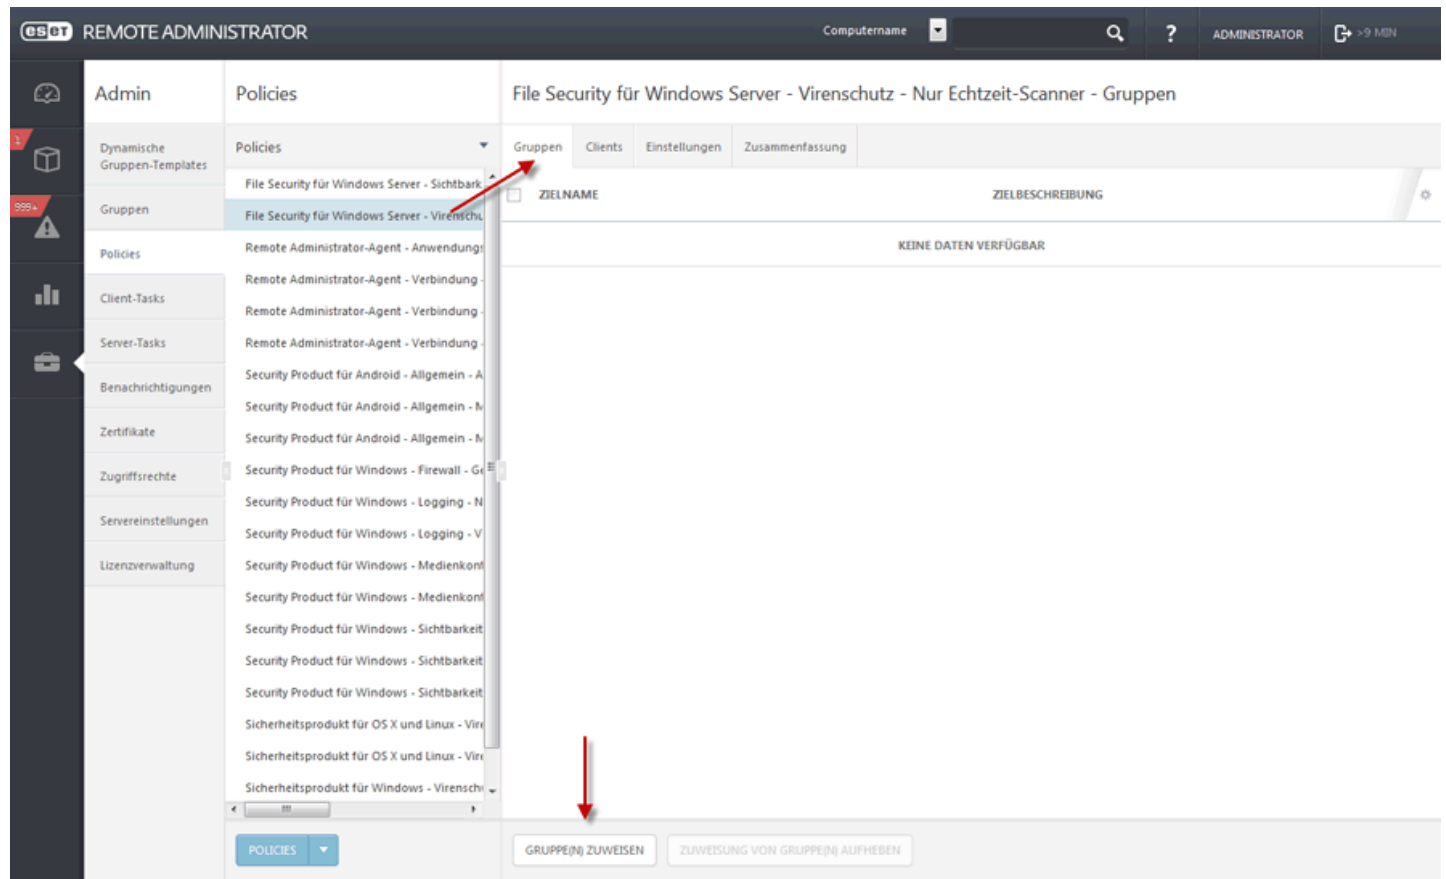 eset REMOTE ADMINISTRATOR
Computername
?
ADMINISTRATOR
>9 MIN
Admin
Policies
File Security für Windows Server - Virenschutz - Nur Echtzeit-Scanner - Gruppen
1
999+
Dynamische
Gruppen-Templates
Gruppen
Policies
Client-Tasks
Server-Tasks
Benachrichtigungen
Zertifikate
Zugriffsrechte
Servereinstellungen
Lizenzverwaltung
Policies
File Security für Windows Server - Sichtbark
File Security für Windows Server - Virenschu
Remote Administrator-Agent - Anwendungs
Remote Administrator-Agent - Verbindung -
Remote Administrator-Agent - Verbindung -
Remote Administrator-Agent - Verbindung -
Security Product für Android - Allgemein - A
Security Product für Android - Allgemein - M
Security Product für Android - Allgemein - M
Security Product für Windows - Firewall - Ge
Security Product für Windows - Logging - N
Security Product für Windows - Logging - V
Security Product für Windows - Medienkont
Security Product für Windows - Medienkont
Security Product für Windows - Sichtbarkeit
Security Product für Windows - Sichtbarkeit
Security Product für Windows - Sichtbarkeit
Sicherheitsprodukt für OS X und Linux - Vire
Sicherheitsprodukt für OS X und Linux - Vire
Sicherheitsprodukt für Windows - Virenschu
POLICIES
Gruppen
Clients
Einstellungen
Zusammenfassung
ZIELNAME
ZIELBESCHREIBUNG
KEINE DATEN VERFÜGBAR
GRUPPE(N) ZUWEISEN
ZUWEISUNG VON GRUPPE(N) AUFHEBEN